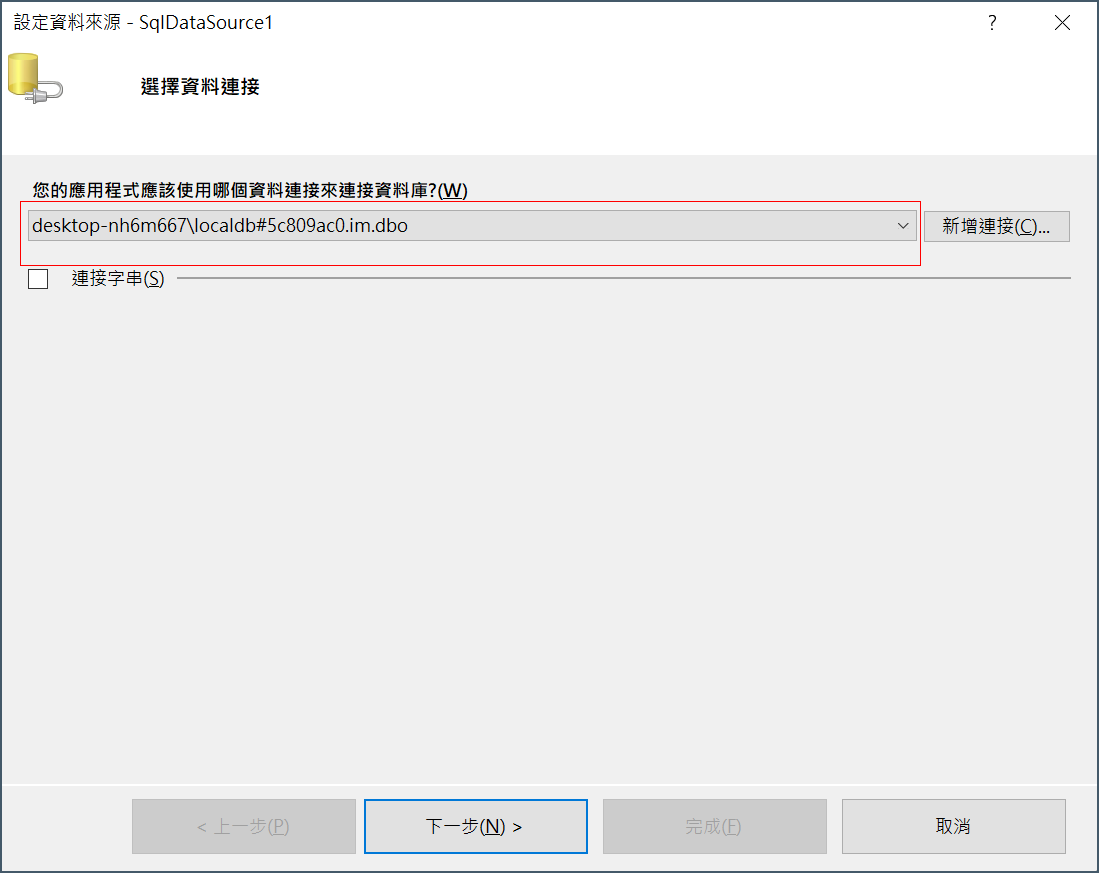 設定資料來源 - SqlDataSource1 ?
選擇資料連接
您的應用程式應該使用哪個資料連接來連接資料庫?(W)
desktop-nh6m667\localdb#5c809ac0.im.dbo 新增連接(C)...
連接字串(S)
< 上一步(P) 下一步(N) > 完成(F) 取消